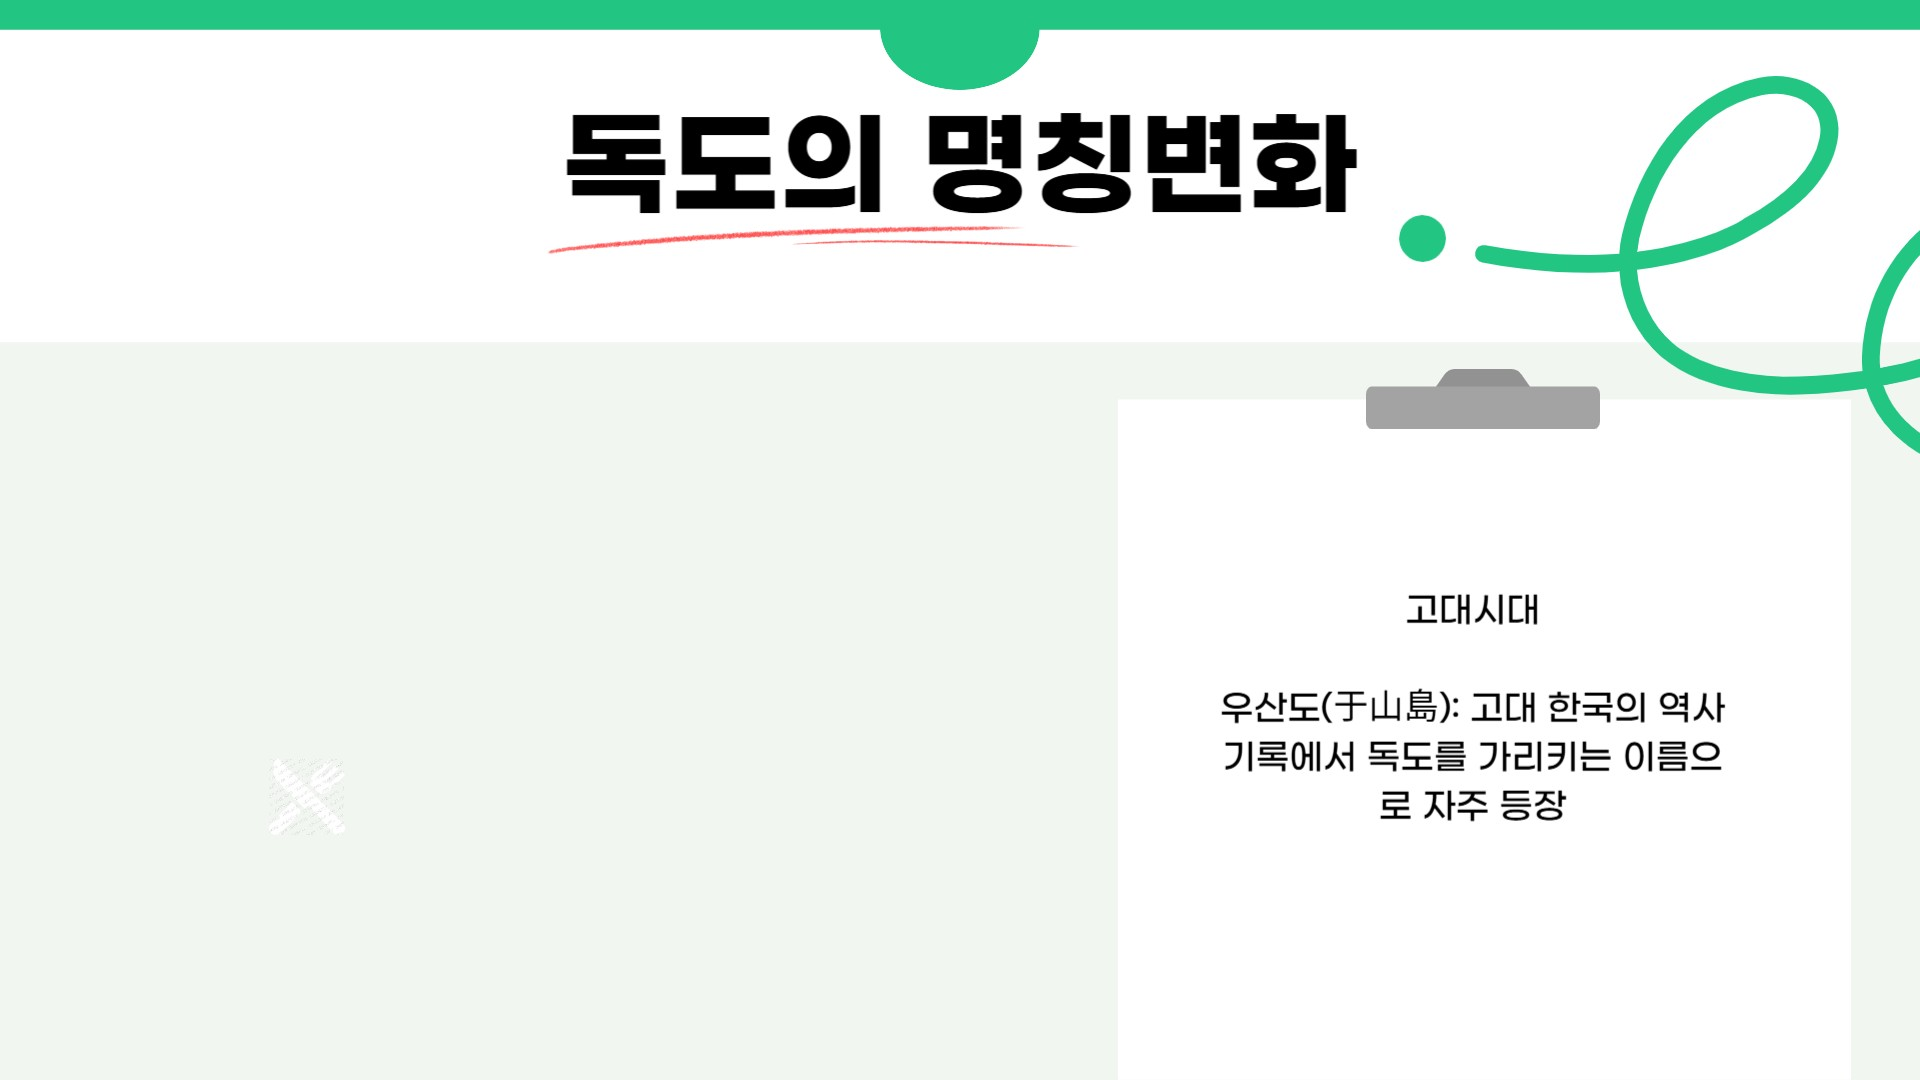 독도의 명칭변화
고대시대
우산도(于山島): 고대 한국의 역사
기록에서 독도를 가리키는 이름으
로 자주 등장